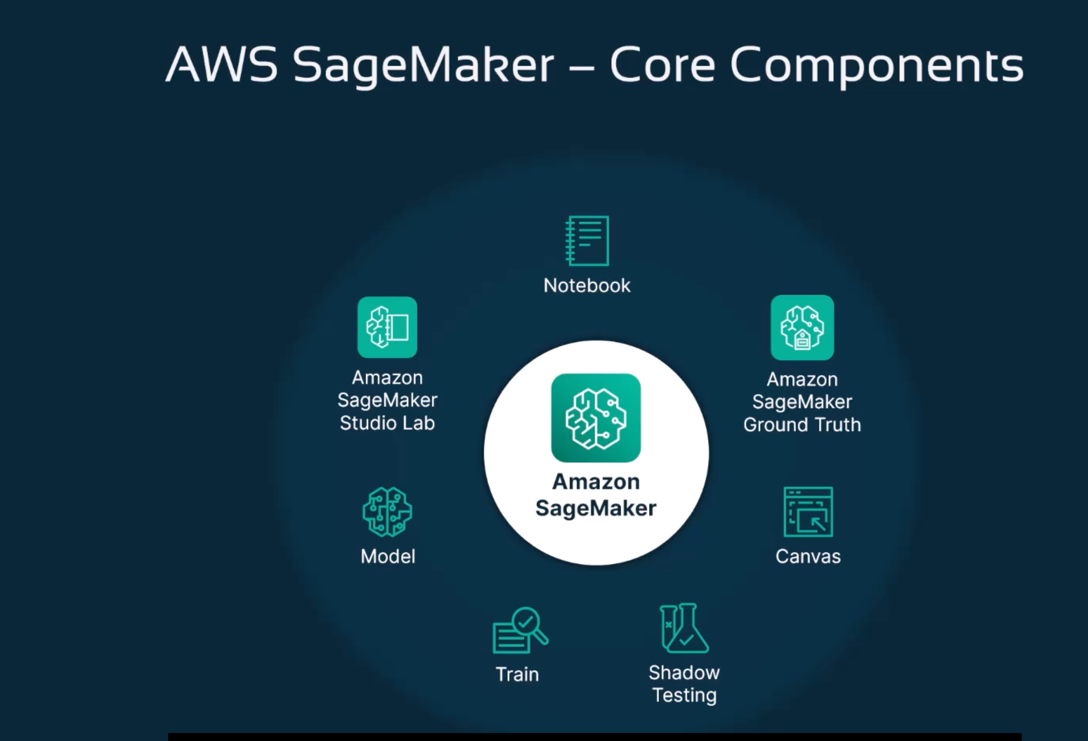 AWS SageMaker – Core Components
Notebook
Amazon
SageMaker
Studio Lab
Amazon
SageMaker
Ground Truth
Amazon
SageMaker
Model
Canvas
Train
Shadow
Testing